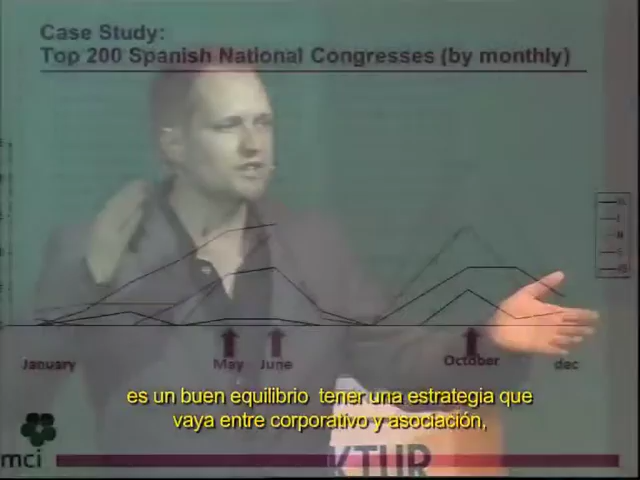 Case Study:
Top 200 Spanish National Congresses (by monthly)
January
May
June
October
dec
es un buen equilibrio tener una estrategia que
vaya entre corporativo y asociación,
KTUR
mci